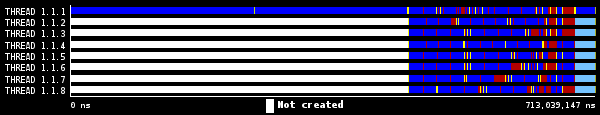 THREAD 1.1.1
THREAD 1.1.2
THREAD 1.1.3
THREAD 1.1.4
THREAD 1.1.5
THREAD 1.1.6
THREAD 1.1.7
THREAD 1.1.8
0 ns 713,039,147 ns
Not created